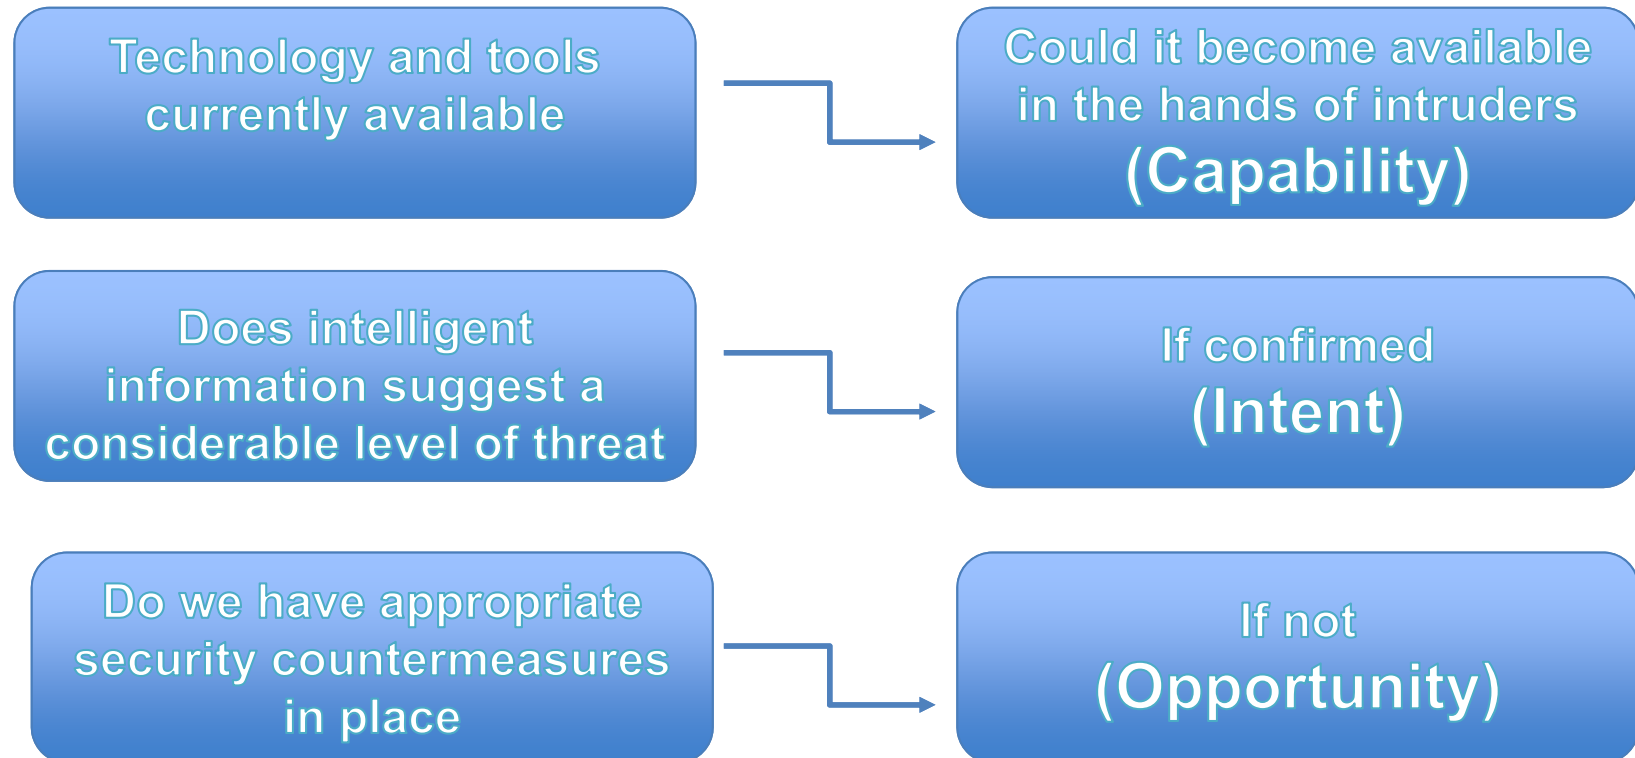 Technology and tools
currently available
Could it become available
in the hands of intruders
(Capability)
Does intelligent
information suggest a
considerable level of threat
If confirmed
(Intent)
Do we have appropriate
security countermeasures
in place
If not
(Opportunity)